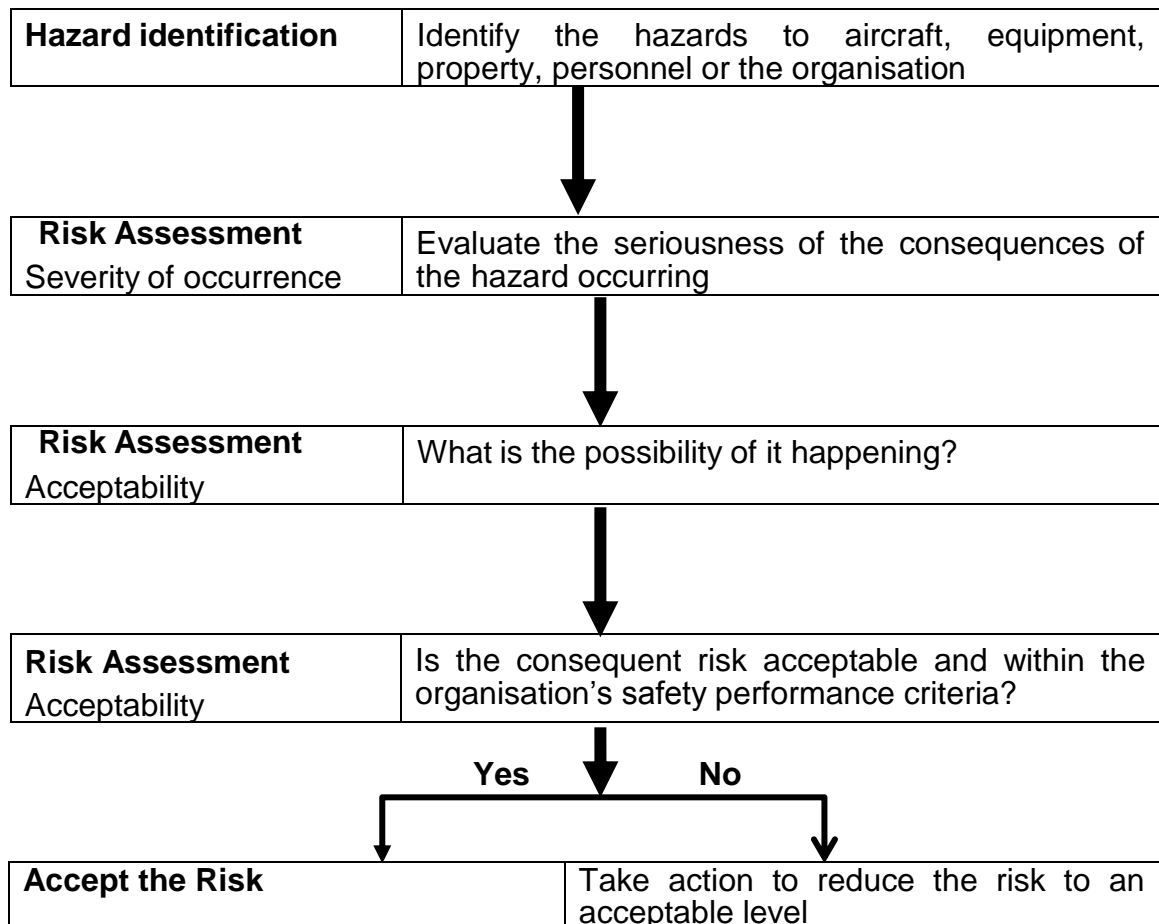 Hazard identification
Identify the hazards to aircraft, equipment,
property, personnel or the organisation
Risk Assessment
Severity of occurrence
Evaluate the seriousness of the consequences of
the hazard occurring
Risk Assessment
Acceptability
What is the possibility of it happening?
Risk Assessment
Acceptability
Is the consequent risk acceptable and within the
organisation’s safety performance criteria?
Yes
No
Accept the Risk
Take action to reduce the risk to an
acceptable level